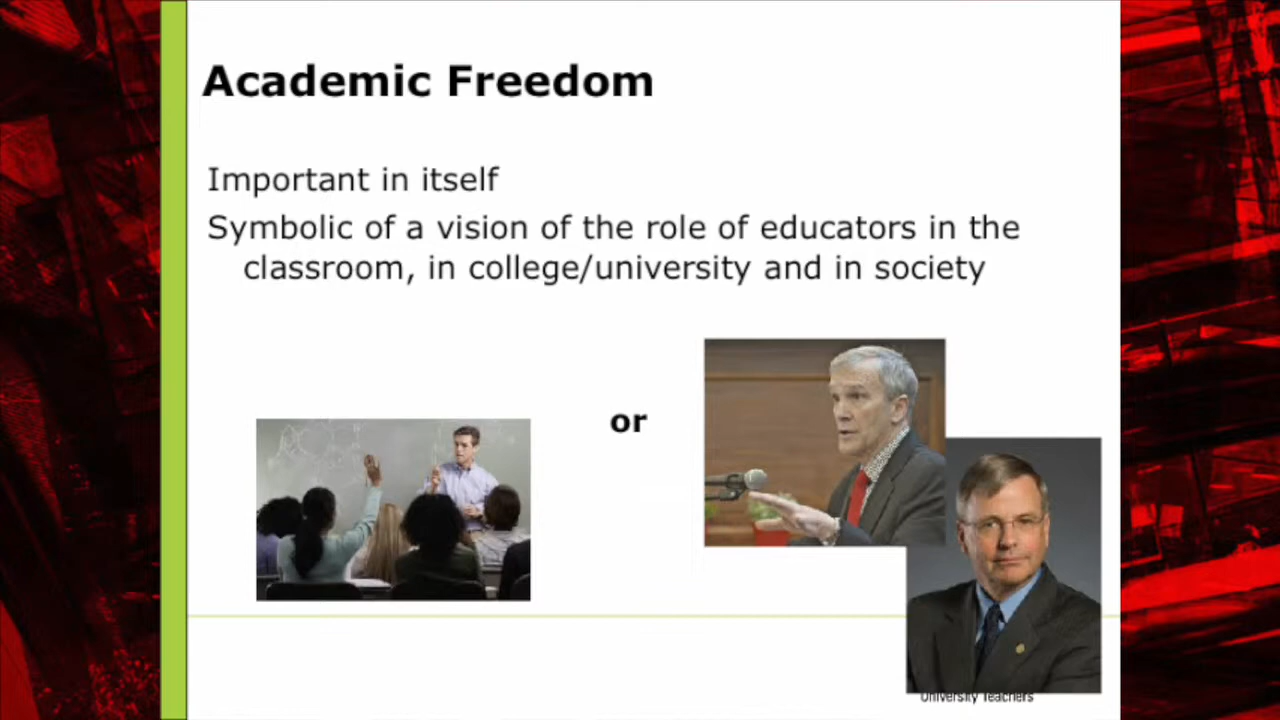 Academic Freedom
Important in itself
Symbolic of a vision of the role of educators in the
classroom, in college/university and in society
or
University Teachers